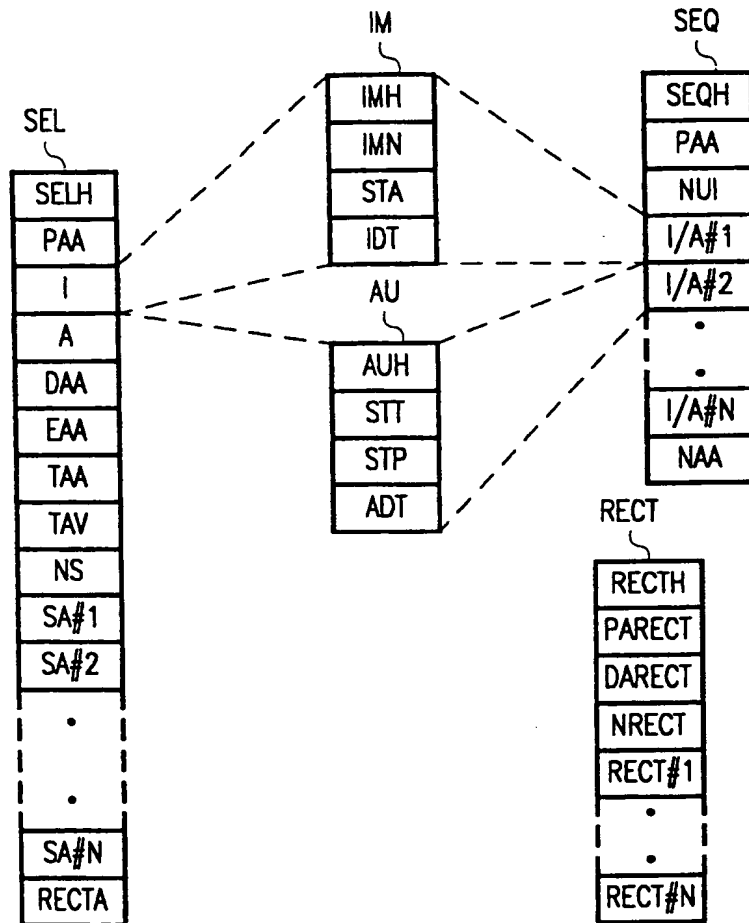 SEL
SELH
PAA
I
A
DAA
EAA
TAA
TAV
NS
SA#1
SA#2
SA#N
RECTA
IM
IMH
IMN
STA
IDT
AU
AUH
STT
STP
ADT
SEQ
SEQH
PAA
NUI
I/A#1
I/A#2
I/A#N
NAA
RECT
RECTH
PARECT
DARECT
NRECT
RECT#1
RECT#N